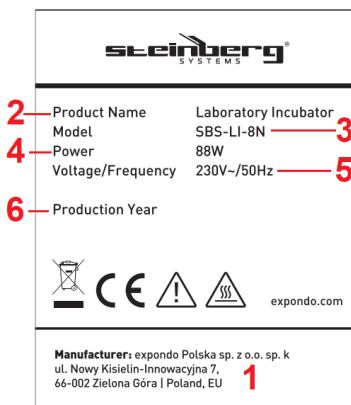 steinberg®
SYSTEMS
2 Product Name Laboratory Incubator
Model SBS-LI-8N 3
4 Power 88W
Voltage/Frequency 230V~/50Hz 5
6 Production Year
CE
expondo.com
Manufacturer: expondo Polska sp. z o.o. sp. k
ul. Nowy Kisielin-Innowacyjna 7,
66-002 Zielona Góra | Poland, EU 1